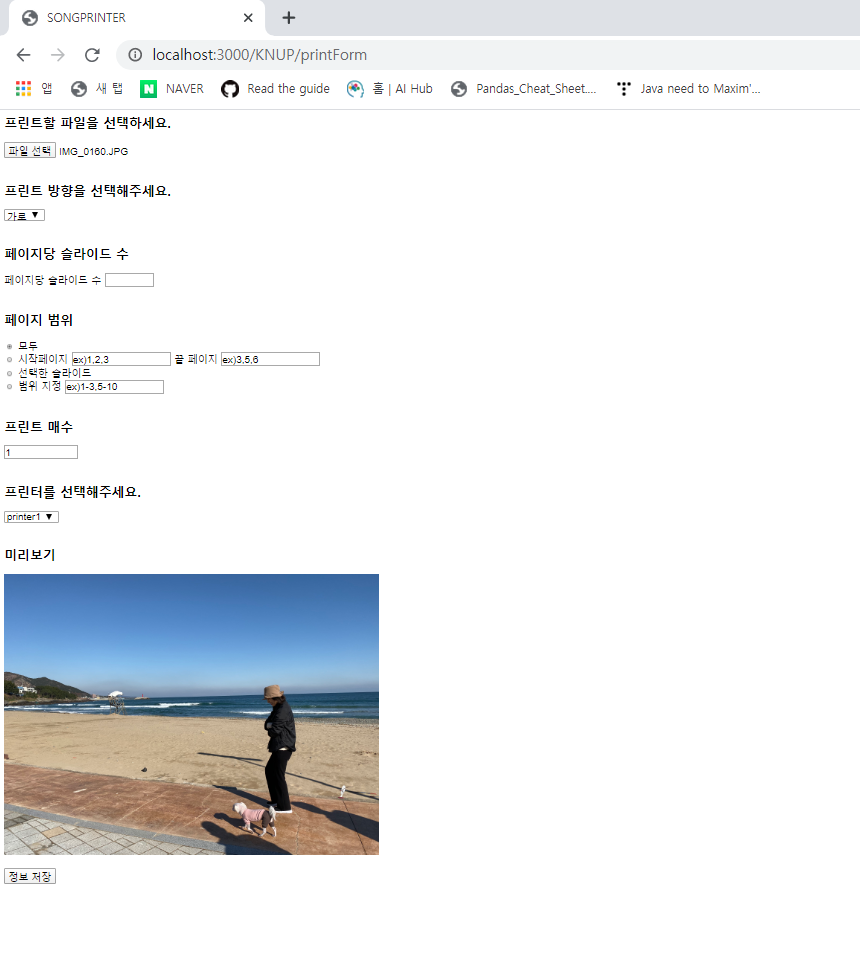 SONGPRINTER
localhost:3000/KNUP/printForm
앱 새 탭 NAVER Read the guide 홈 | AI Hub Pandas_Cheat_Sheet.... Java need to Maxim'...
프린트할 파일을 선택하세요.
파일 선택 IMG_0160.JPG
프린트 방향을 선택해주세요.
가로 ▼
페이지당 슬라이드 수
페이지당 슬라이드 수
페이지 범위
모두
시작페이지 ex)1,2,3 끝 페이지 ex)3,5,6
선택한 슬라이드
범위 지정 ex)1-3,5-10
프린트 매수
1
프린터를 선택해주세요.
printer1 ▼
미리보기
정보 저장